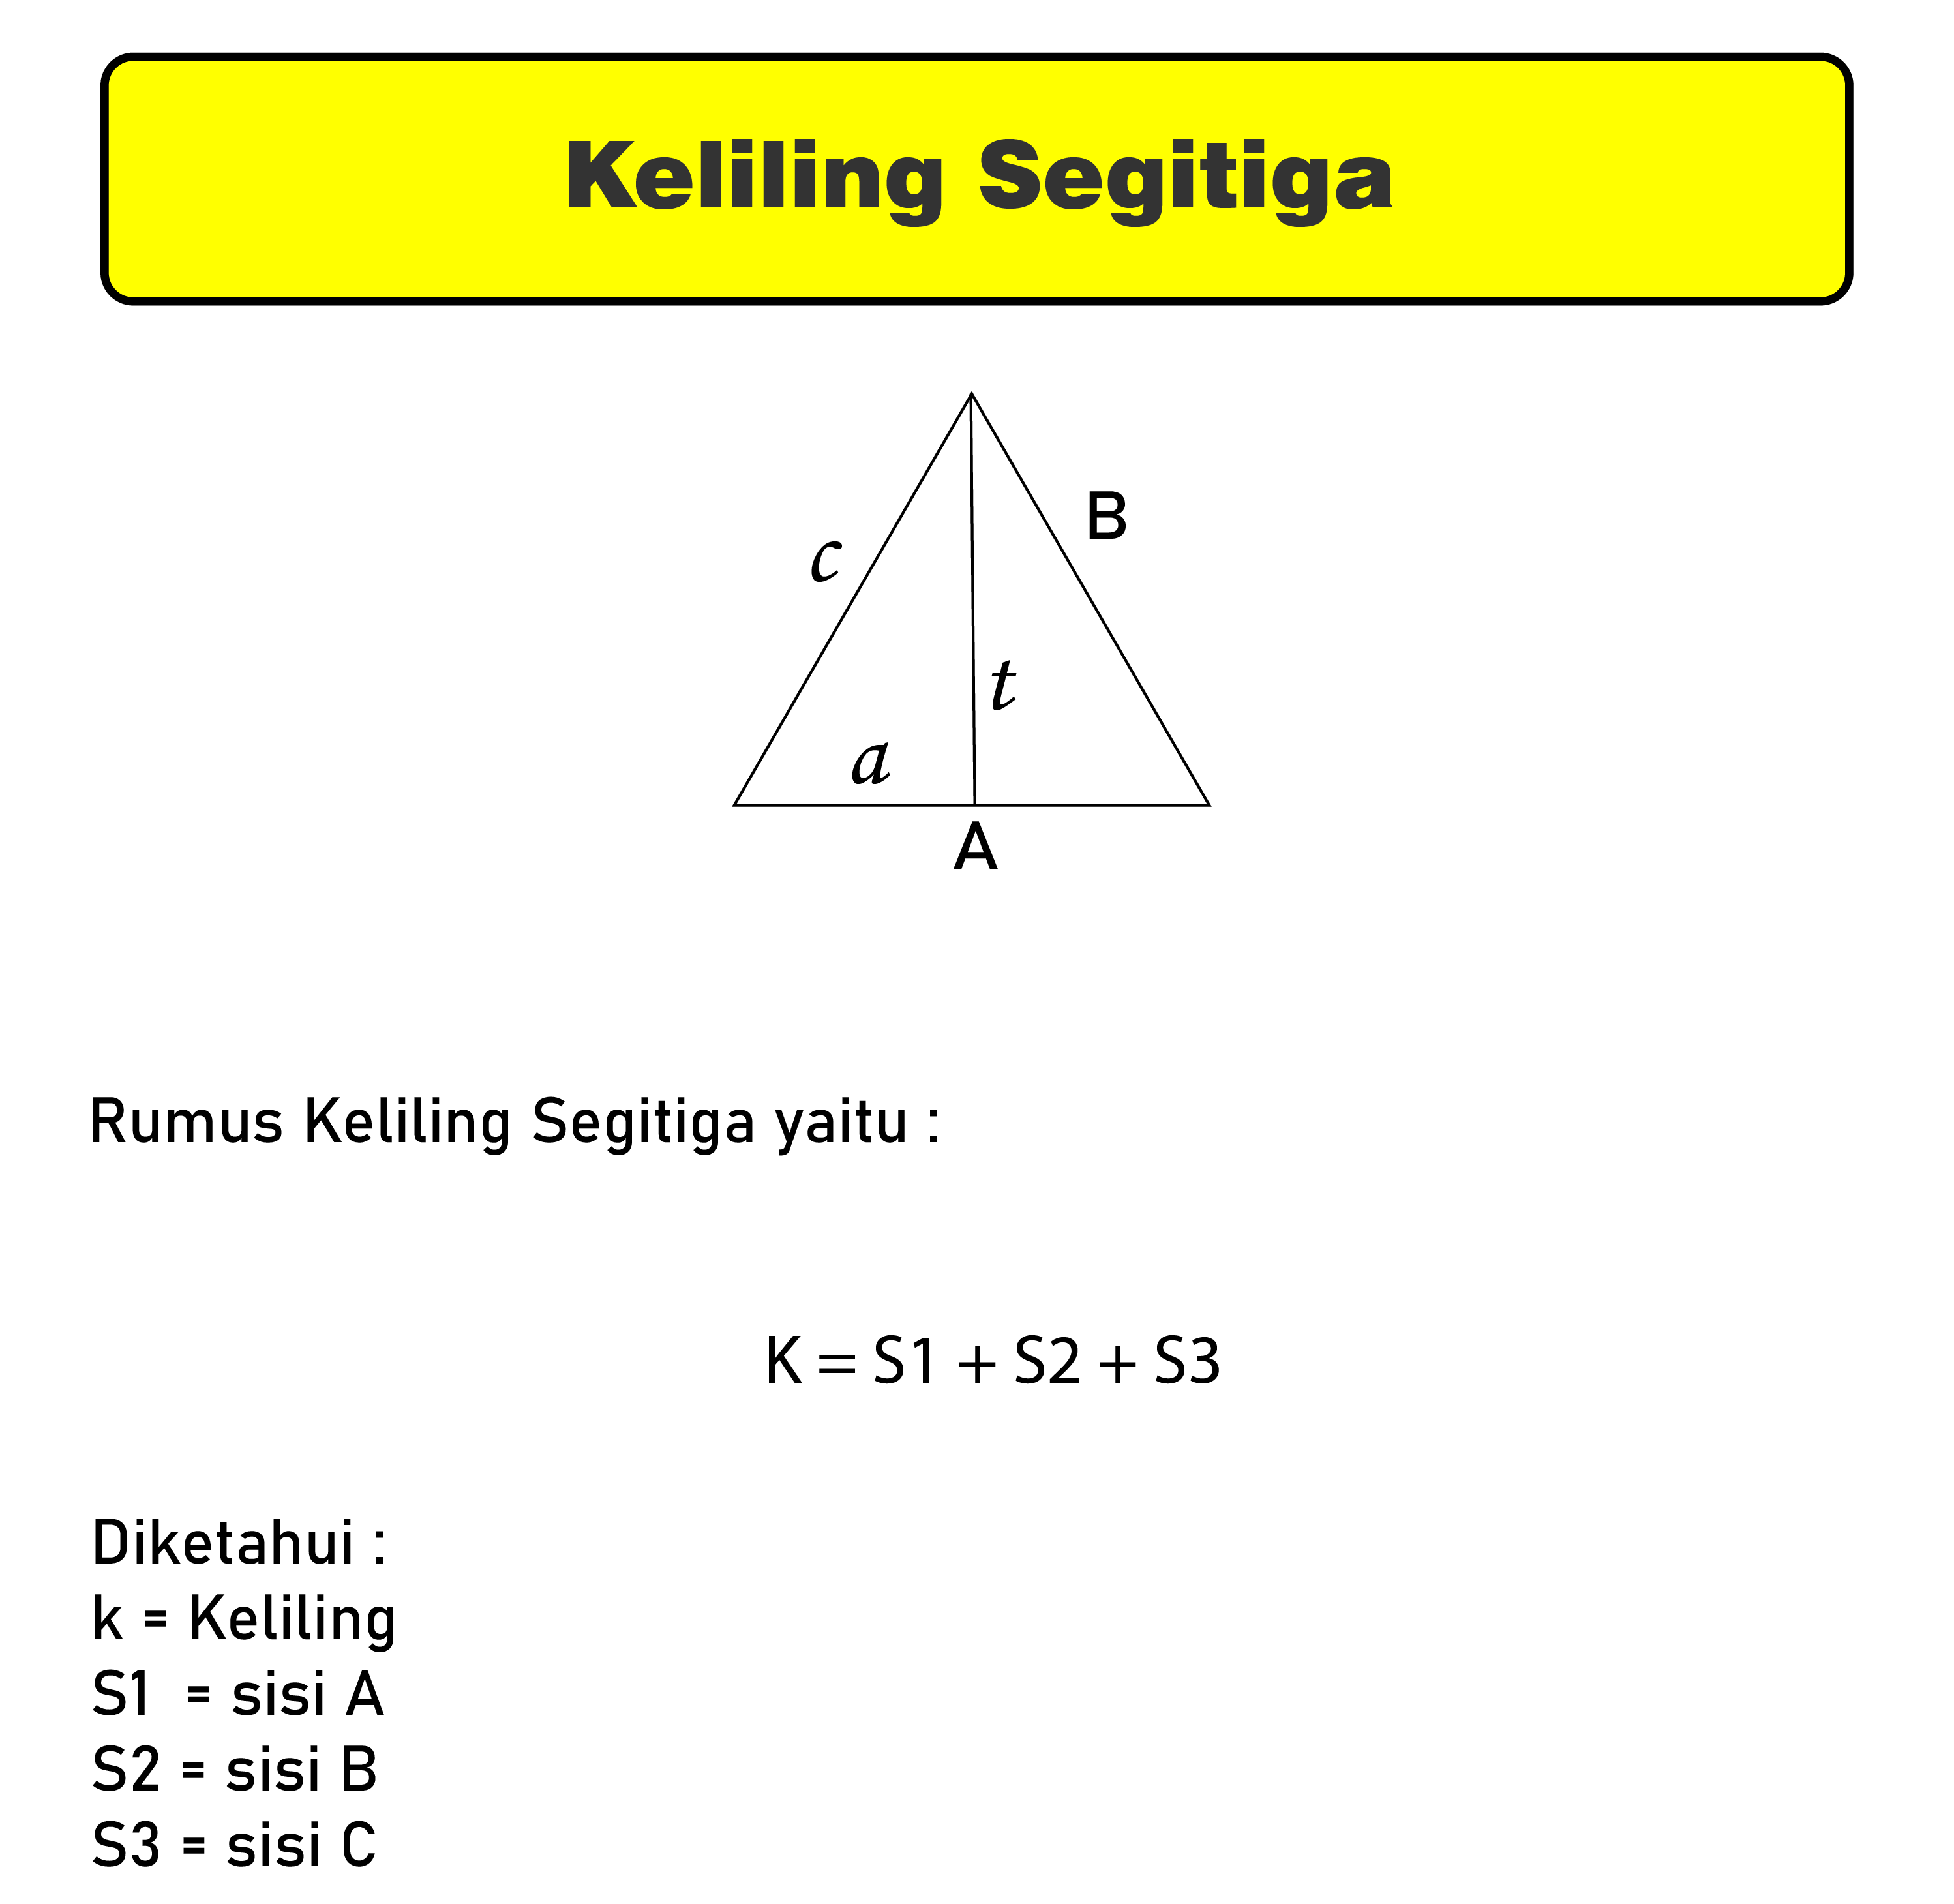 Keliling Segitiga
B
c
t
a
A
Rumus Keliling Segitiga yaitu :
K = S1 + S2 + S3
Diketahui :
k = Keliling
S1 = sisi A
S2 = sisi B
S3 = sisi C